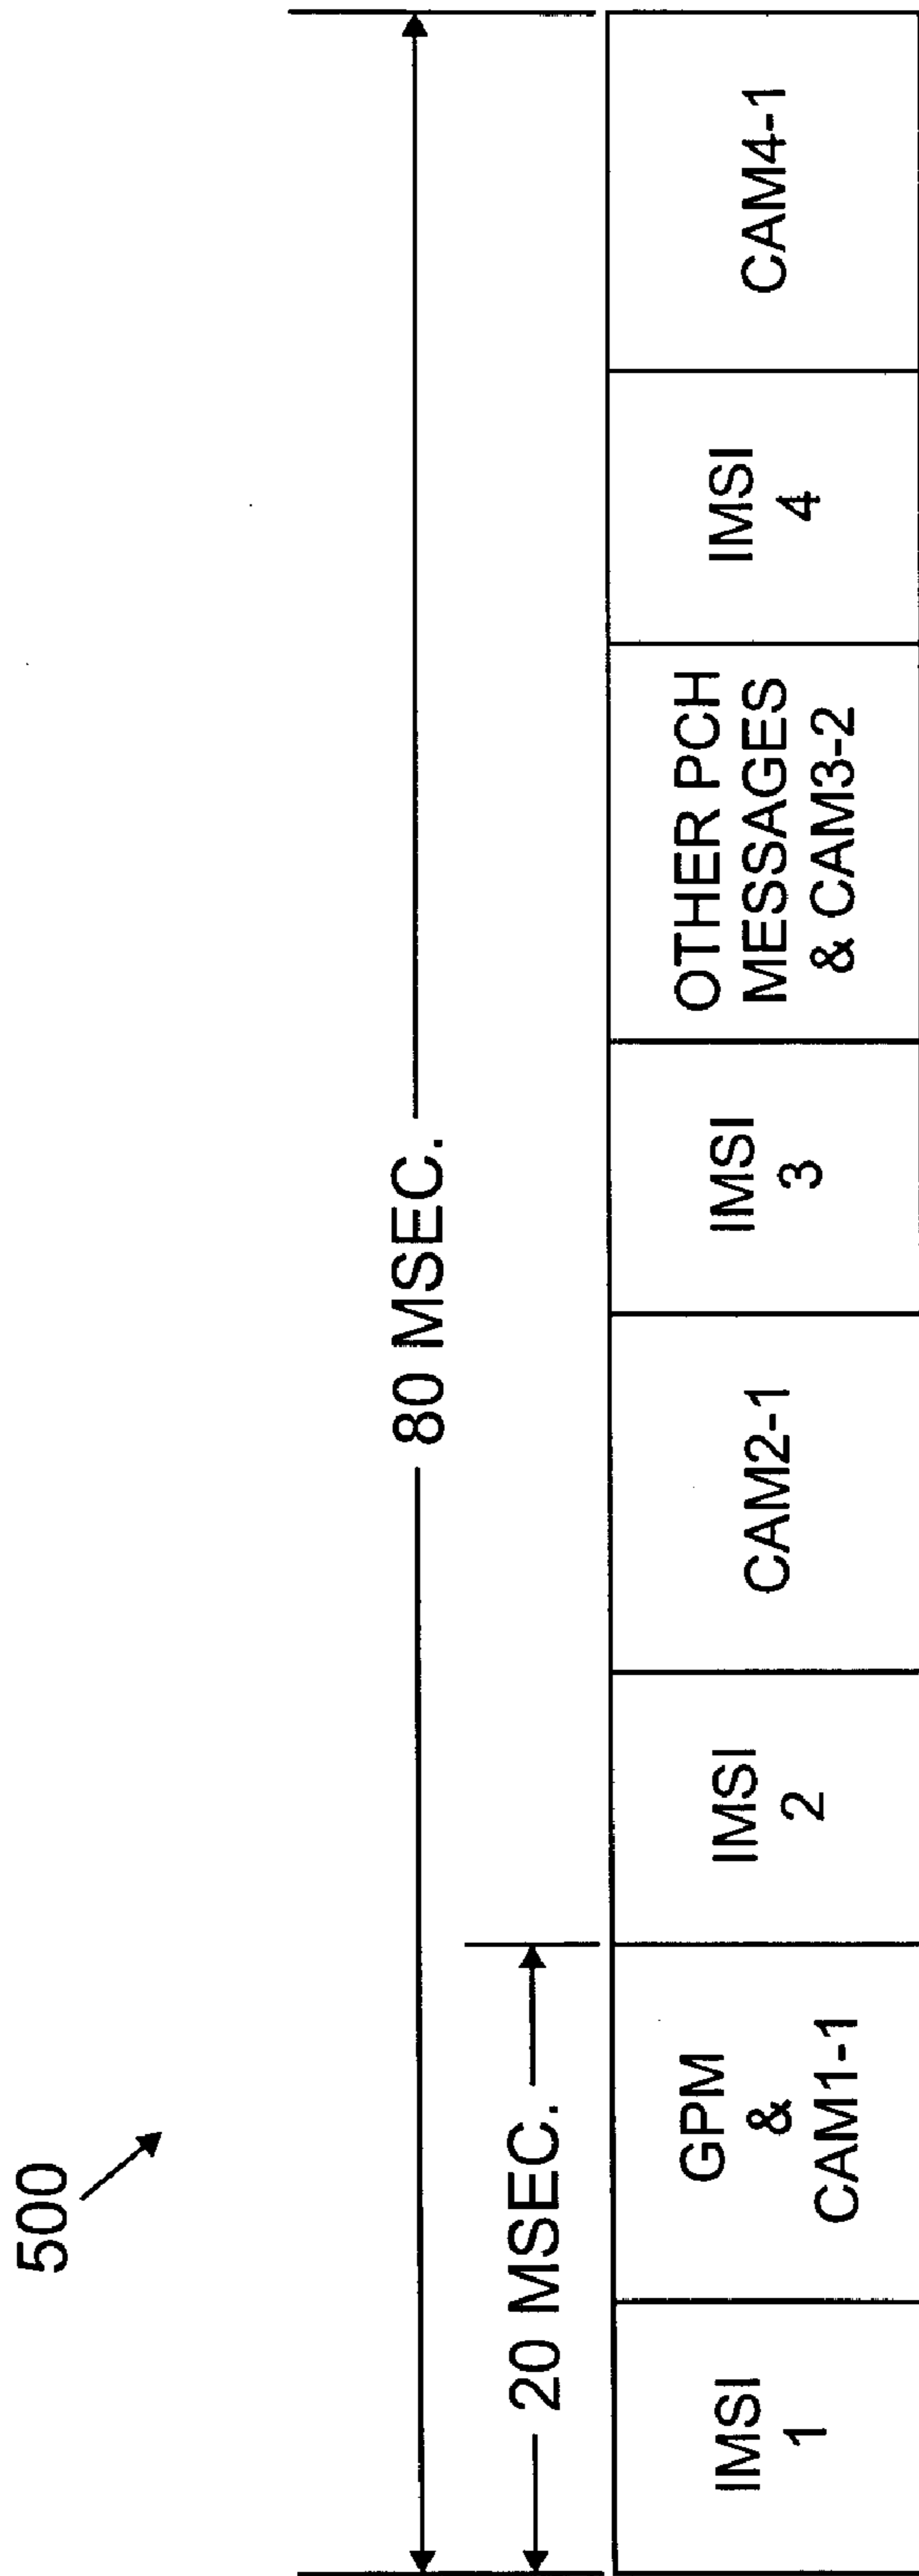 500
80 MSEC.
20 MSEC.
IMSI
1
GPM
&
CAM1-1
IMSI
2
CAM2-1
IMSI
3
OTHER PCH
MESSAGES
& CAM3-2
IMSI
4
CAM4-1